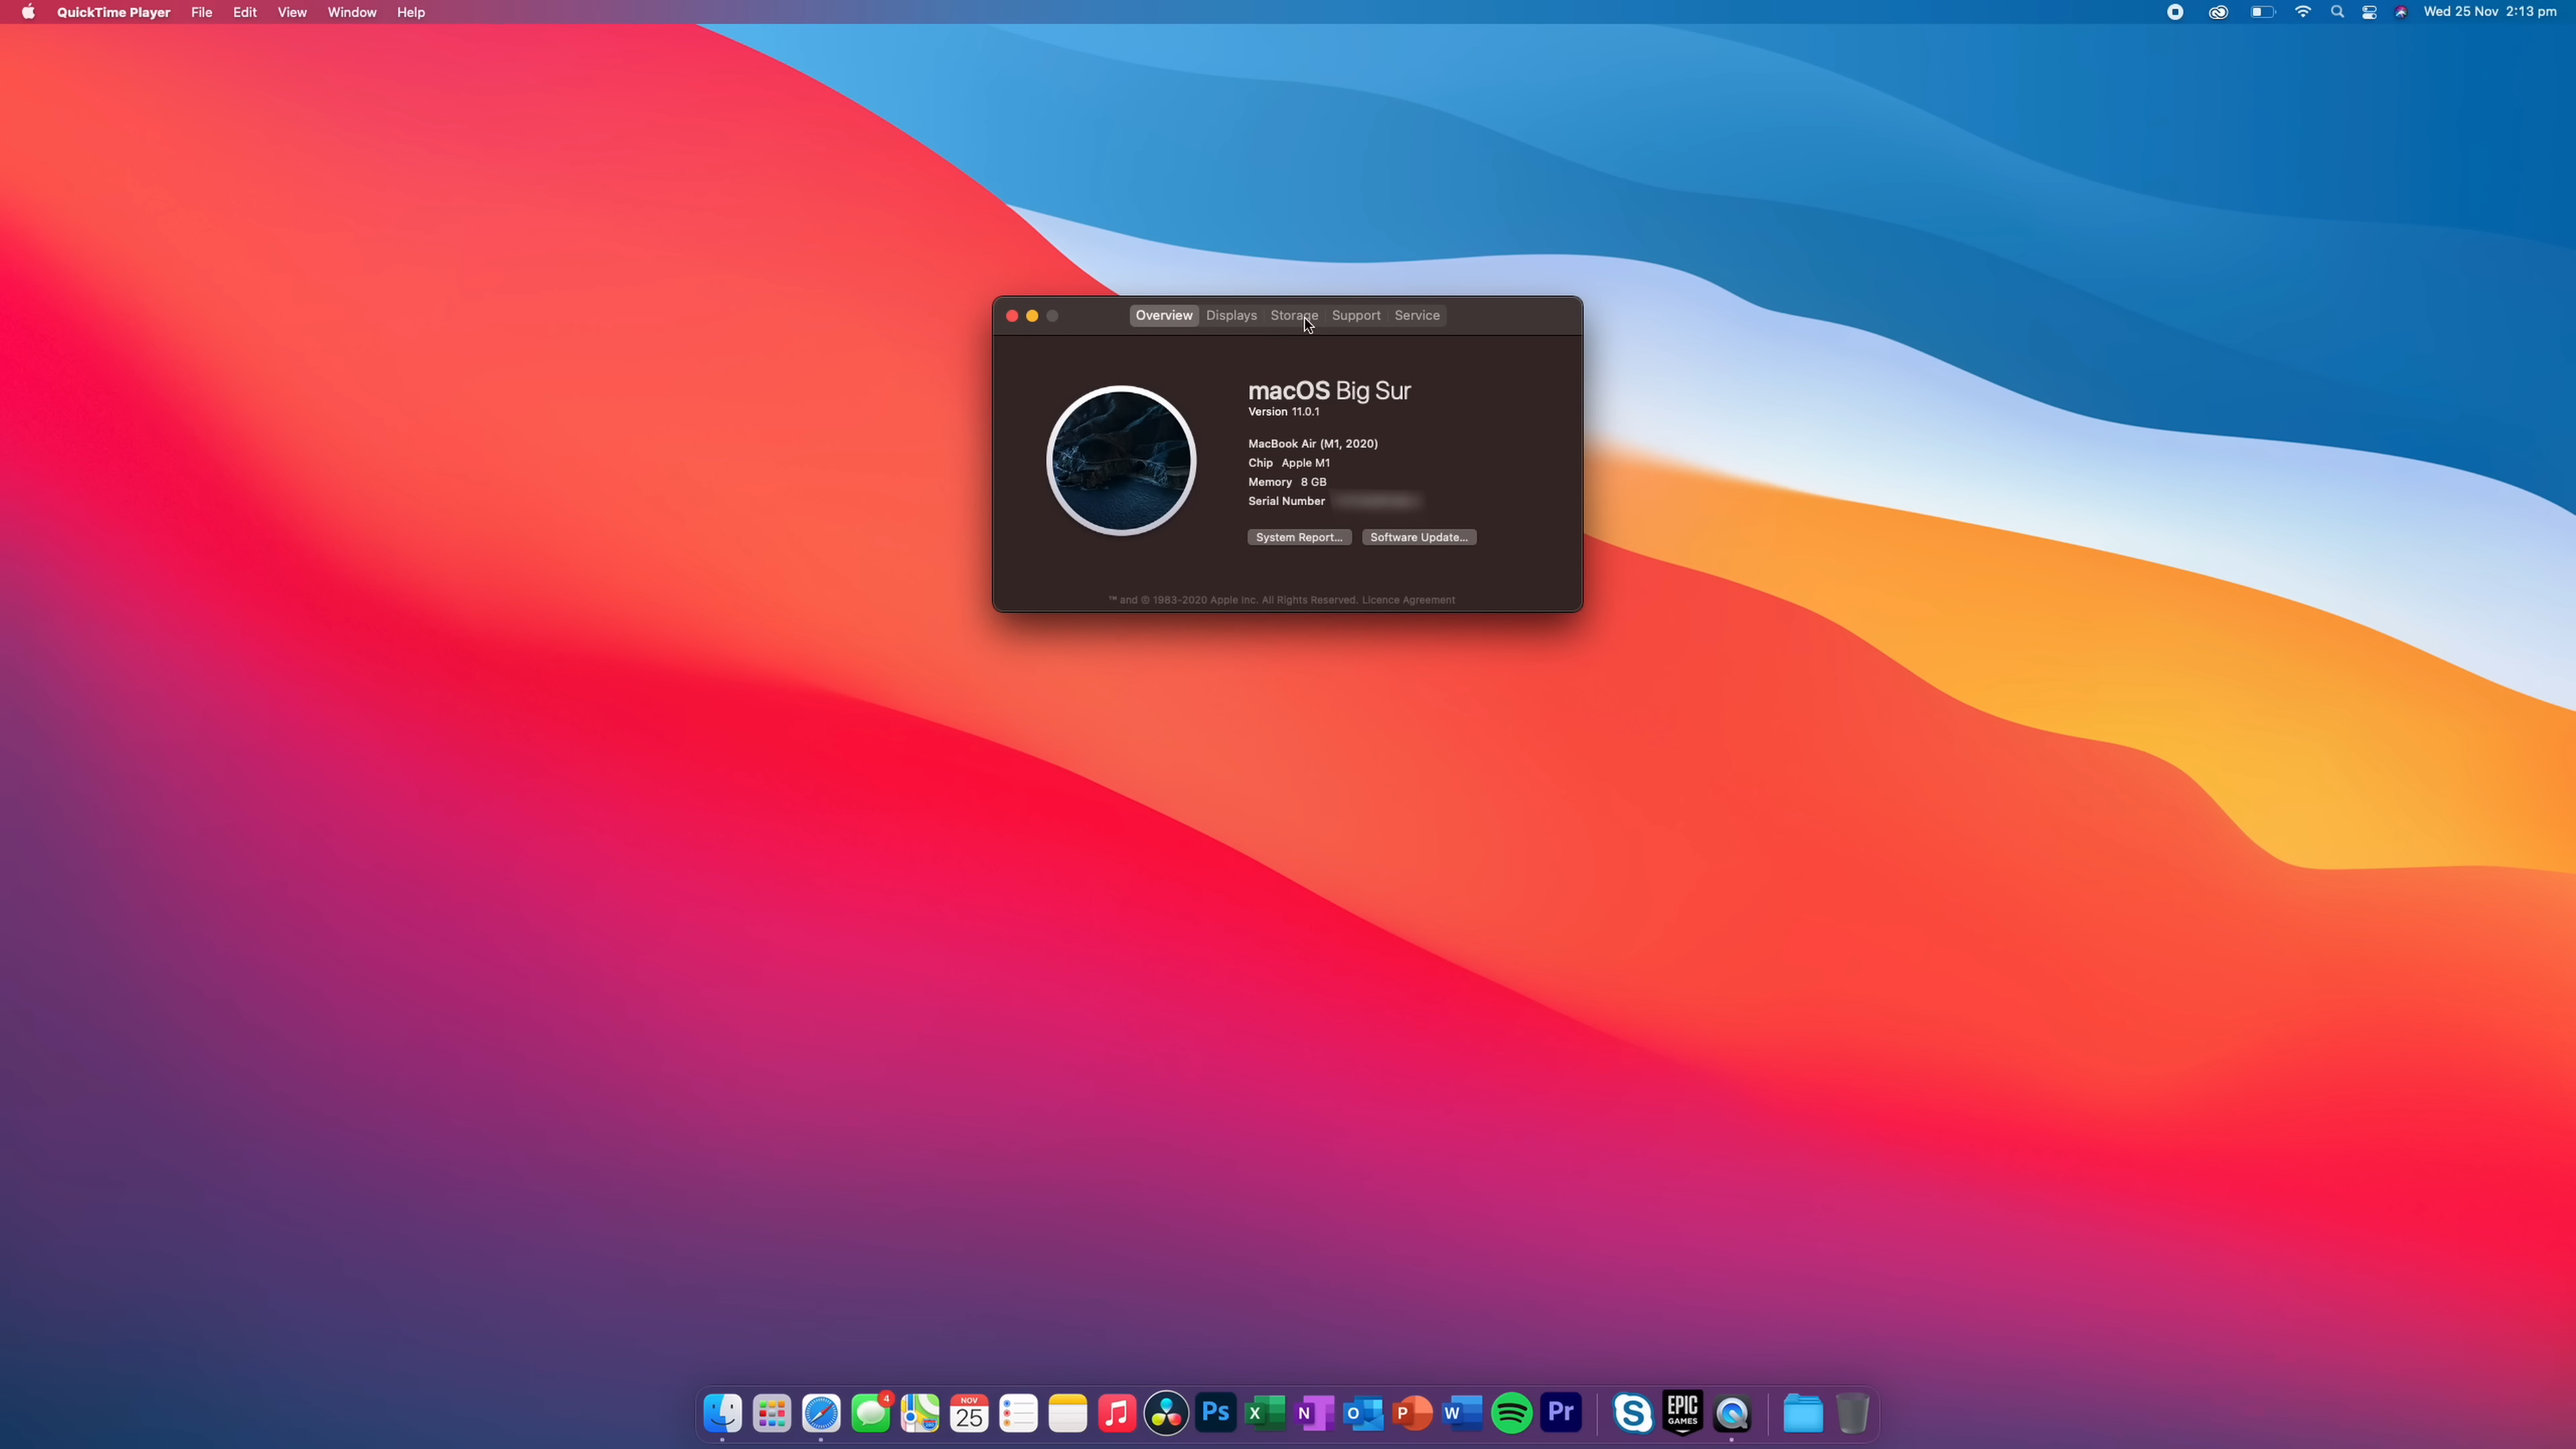 QuickTime Player File Edit View Window Help
Wed 25 Nov 2:13 pm
Overview Displays Storage Support Service
macOS Big Sur
Version 11.0.1
MacBook Air (M1, 2020)
Chip Apple M1
Memory 8 GB
Serial Number
System Report... Software Update...
™ and © 1983-2020 Apple Inc. All Rights Reserved. Licence Agreement
4
NOV
25
Ps
X
N
O
P
W
Pr
S
EPIC
GAMES